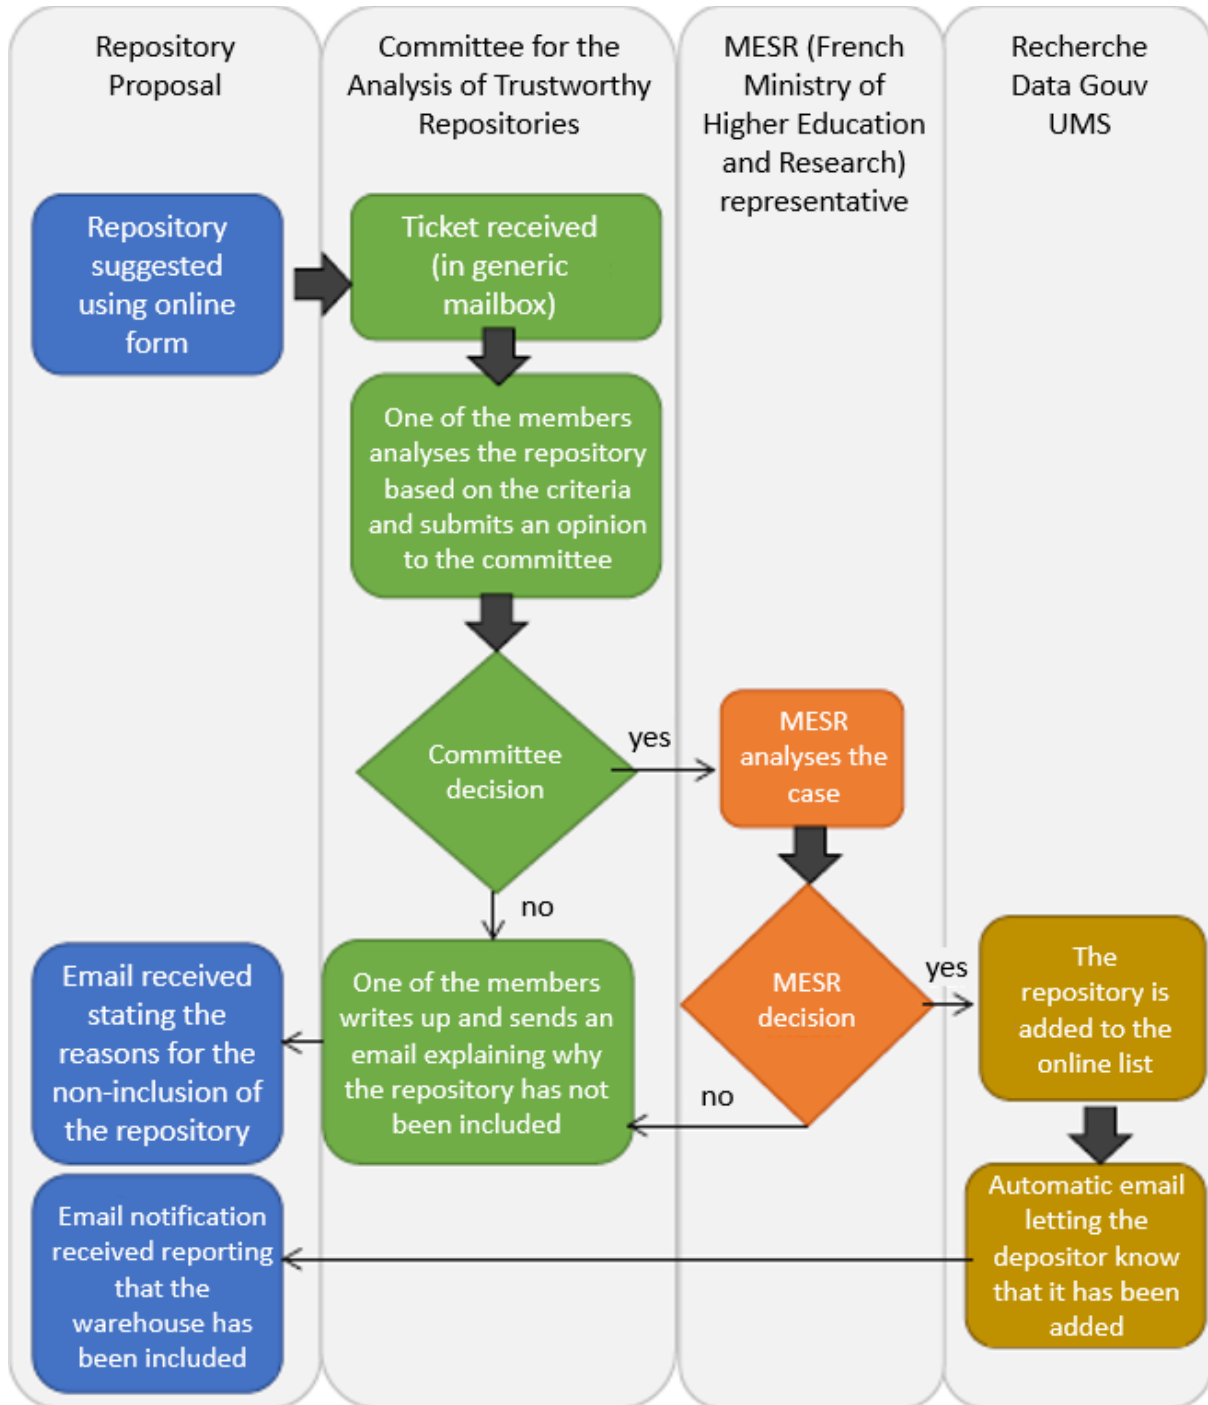 Repository
Proposal
Committee for the
Analysis of Trustworthy
Repositories
MESR (French
Ministry of
Higher Education
and Research)
representative
Recherche
Data Gouv
UMS
Repository
suggested
using online
form
Ticket received
(in generic
mailbox)
One of the members
analyses the repository
based on the criteria
and submits an opinion
to the committee
Committee
decision
yes
MESR
analyses the
case
no
MESR
decision
yes
no
The
repository is
added to the
online list
One of the members
writes up and sends an
email explaining why
the repository has not
been included
Email received
stating the
reasons for the
non-inclusion of
the repository
Automatic email
letting the
depositor know
that it has been
added
Email notification
received reporting
that the
warehouse has
been included